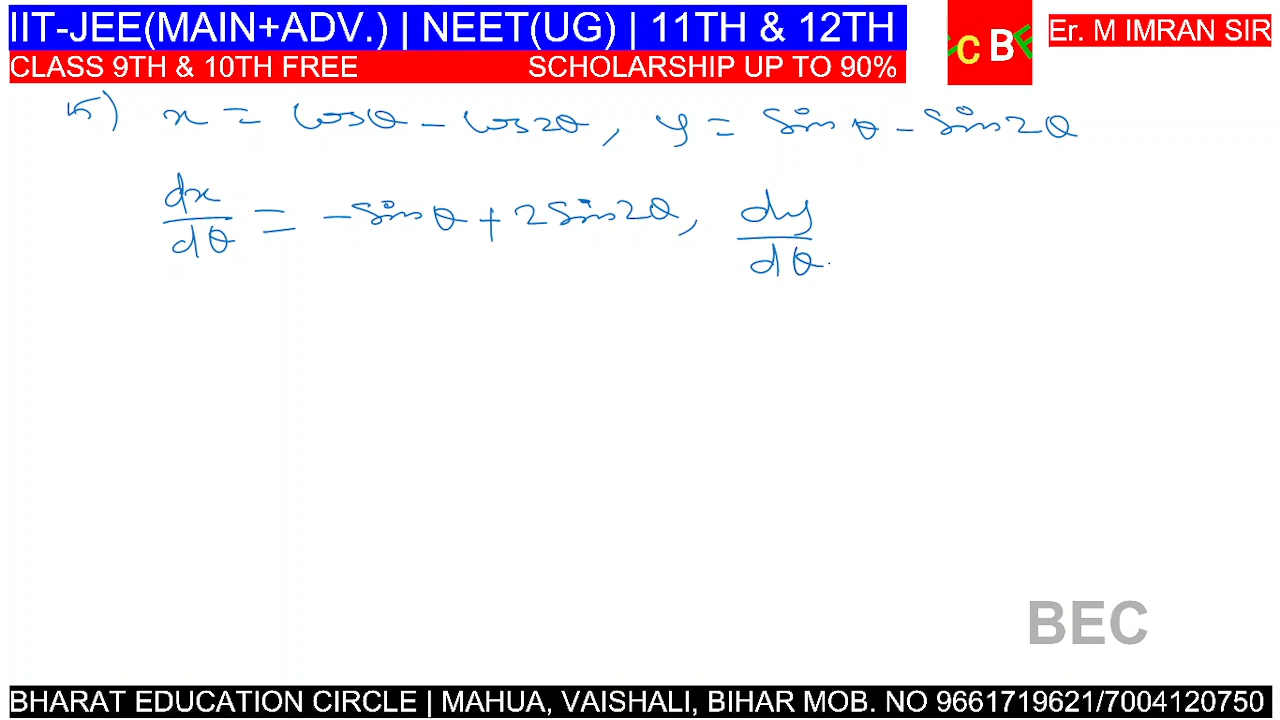 IIT-JEE(MAIN+ADV.) | NEET(UG) | 11TH & 12TH
CLASS 9TH & 10TH FREE SCHOLARSHIP UP TO 90%
CBE
Er. M IMRAN SIR
5) x = cosθ - cos2θ, y = sinθ - sin2θ
dx/dθ = -sinθ + 2sin2θ, dy/dθ
BEC
BHARAT EDUCATION CIRCLE | MAHUA, VAISHALI, BIHAR MOB. NO 9661719621/7004120750